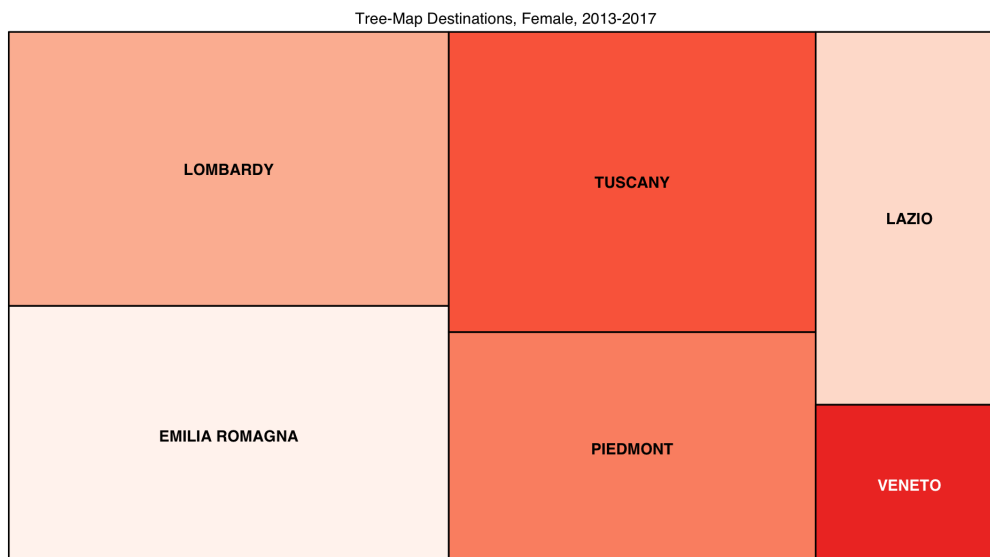 Tree-Map Destinations, Female, 2013-2017
LOMBARDY
TUSCANY
LAZIO
EMILIA ROMAGNA
PIEDMONT
VENETO